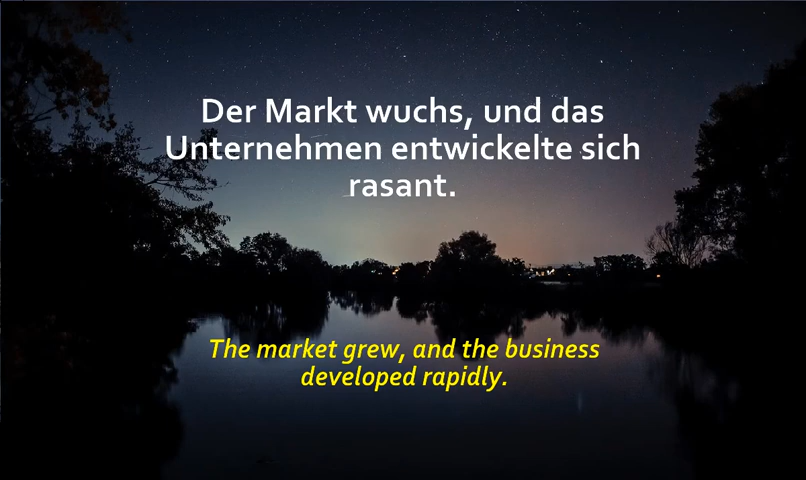 Der Markt wuchs, und das
Unternehmen entwickelte sich
rasant.
The market grew, and the business
developed rapidly.